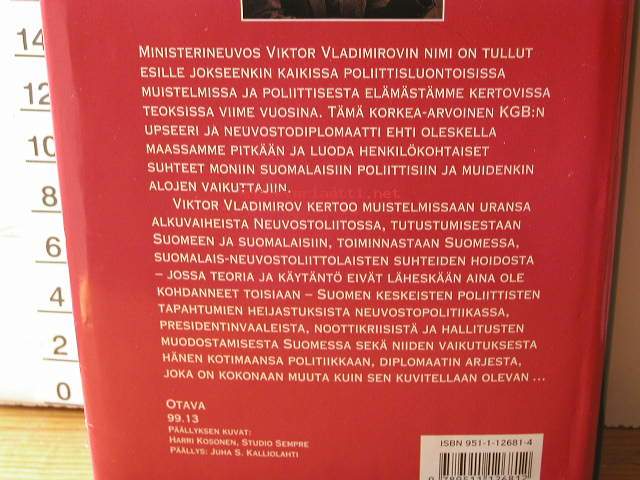 14
12
10
8
6
4
2
0
Ministerineuvos Viktor Vladimirovin nimi on tullut
esille jokseenkin kaikissa poliittisluontoisissa
muistelmissa ja poliittisesta elämästämme kertovissa
teoksissa viime vuosina. Tämä korkea-arvoinen KGB:n
upseeri ja neuvostodiplomaatti ehti oleskella
maassamme pitkään ja luoda henkilökohtaiset
suhteet moniin suomalaisiin poliittisiin ja muidenkin
alojen vaikuttajiin.
Viktor Vladimirov kertoo muistelmissaan uransa
alkuvaiheista Neuvostoliitossa, tutustumisestaan
Suomeen ja suomalaisiin, toiminnastaan Suomessa,
suomalais-neuvostoliittolaisten suhteiden hoidosta
– jossa teoria ja käytäntö eivät läheskään aina ole
kohdanneet toisiaan – Suomen keskeisten poliittisten
tapahtumien heijastuksista neuvostopolitiikassa,
presidentinvaaleista, noottikriisistä ja hallitusten
muodostamisesta Suomessa sekä niiden vaikutuksesta
hänen kotimaansa politiikkaan, diplomaatin arjesta,
joka on kokonaan muuta kuin sen kuvitellaan olevan ...
Otava
99.13
Päällyksen kuvat:
Harri Kosonen, Studio Sempre
Päällys: Juha S. Kalliolahti
ISBN 951-1-12681-4